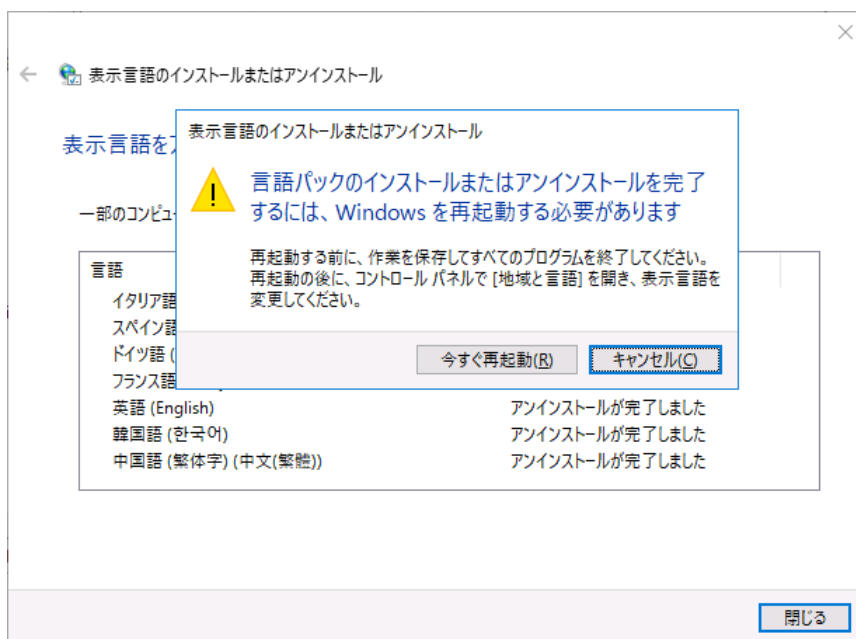 表示言語のインストールまたはアンインストール
表示言語を
表示言語のインストールまたはアンインストール
言語パックのインストールまたはアンインストールを完了
するには、Windows を再起動する必要があります
一部のコンピュ
再起動する前に、作業を保存してすべてのプログラムを終了してください。
再起動の後に、コントロール パネルで [地域と言語] を開き、表示言語を
変更してください。
言語
イタリア語
スペイン語
ドイツ語 (
フランス語
今すぐ再起動(R)
キャンセル(C)
英語 (English) アンインストールが完了しました
韓国語 (한국어) アンインストールが完了しました
中国語 (繁体字) (中文(繁體)) アンインストールが完了しました
閉じる